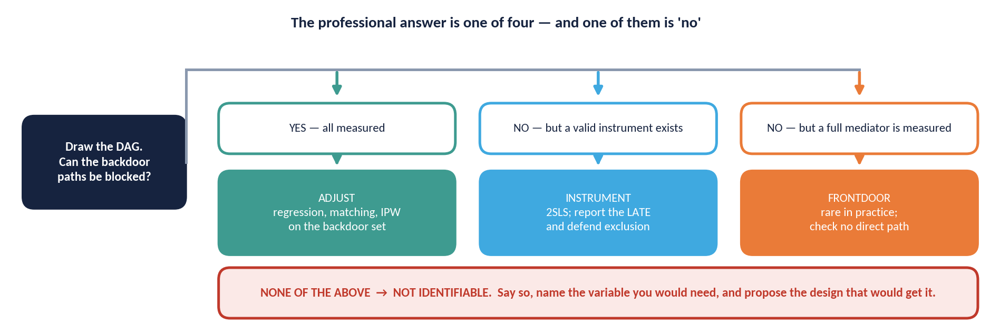 The professional answer is one of four — and one of them is 'no'
Draw the DAG.
Can the backdoor
paths be blocked?
YES — all measured
ADJUST
regression, matching, IPW
on the backdoor set
NO — but a valid instrument exists
INSTRUMENT
2SLS; report the LATE
and defend exclusion
NO — but a full mediator is measured
FRONTDOOR
rare in practice;
check no direct path
NONE OF THE ABOVE → NOT IDENTIFIABLE. Say so, name the variable you would need, and propose the design that would get it.